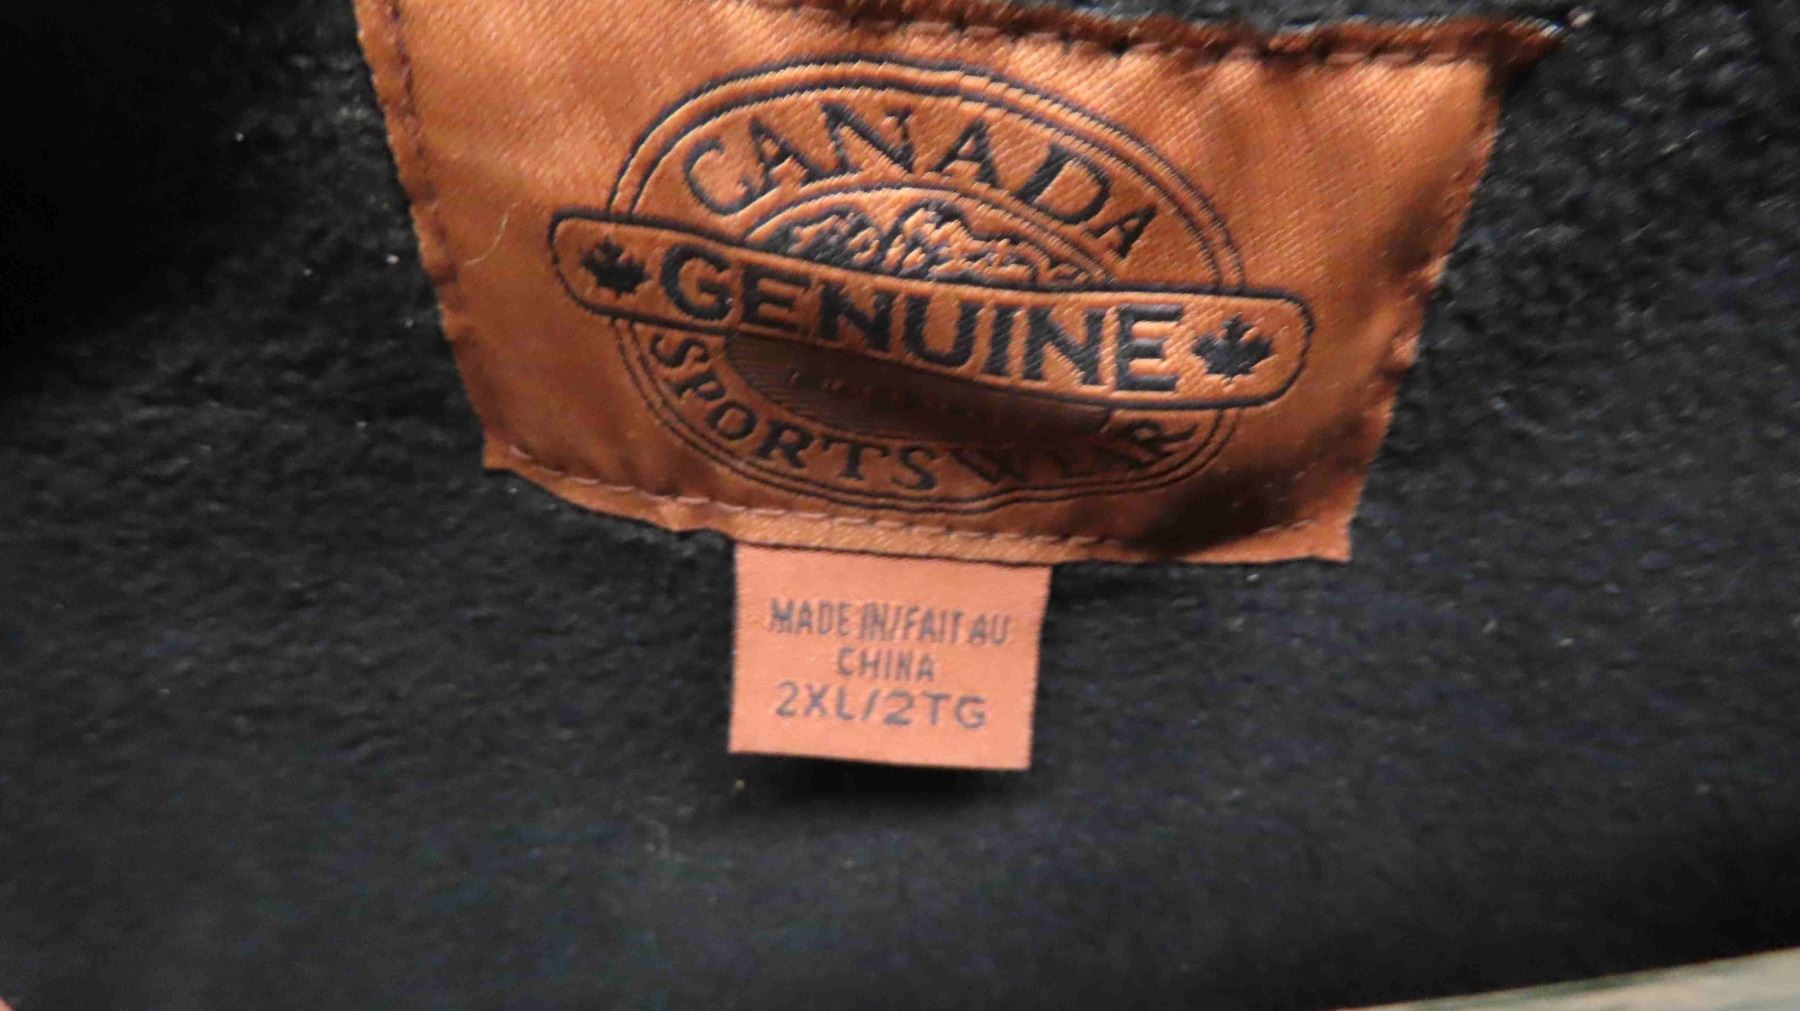 CANADA
GENUINE
SPORTSWEAR
MADE IN/FAIT AU
CHINA
2XL/2TG